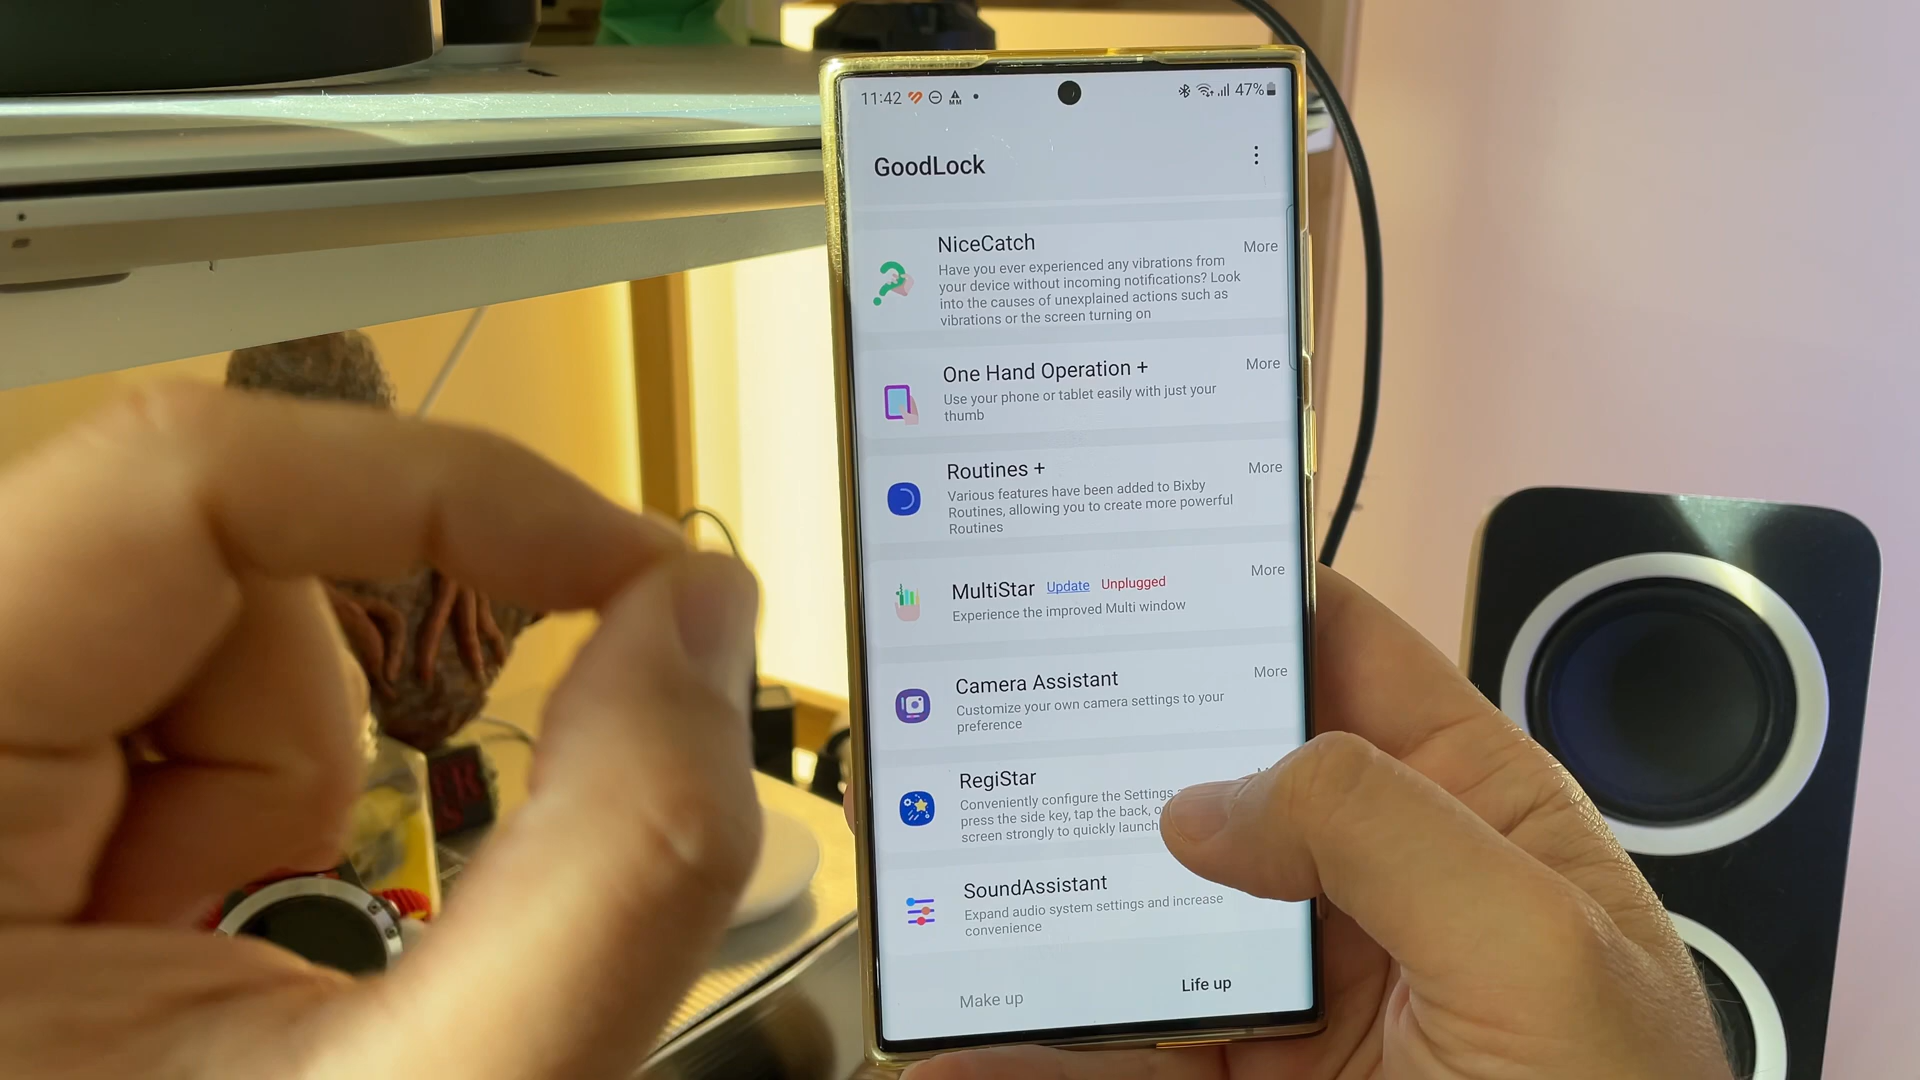 11:42
47%
GoodLock
NiceCatch
More
Have you ever experienced any vibrations from
your device without incoming notifications? Look
into the causes of unexplained actions such as
vibrations or the screen turning on
One Hand Operation +
More
Use your phone or tablet easily with just your
thumb
Routines +
More
Various features have been added to Bixby
Routines, allowing you to create more powerful
Routines
MultiStar Update Unplugged
More
Experience the improved Multi window
Camera Assistant
More
Customize your own camera settings to your
preference
RegiStar
Conveniently configure the Settings
press the side key, tap the back,
screen strongly to quickly launch
SoundAssistant
Expand audio system settings and increase
convenience
Make up
Life up